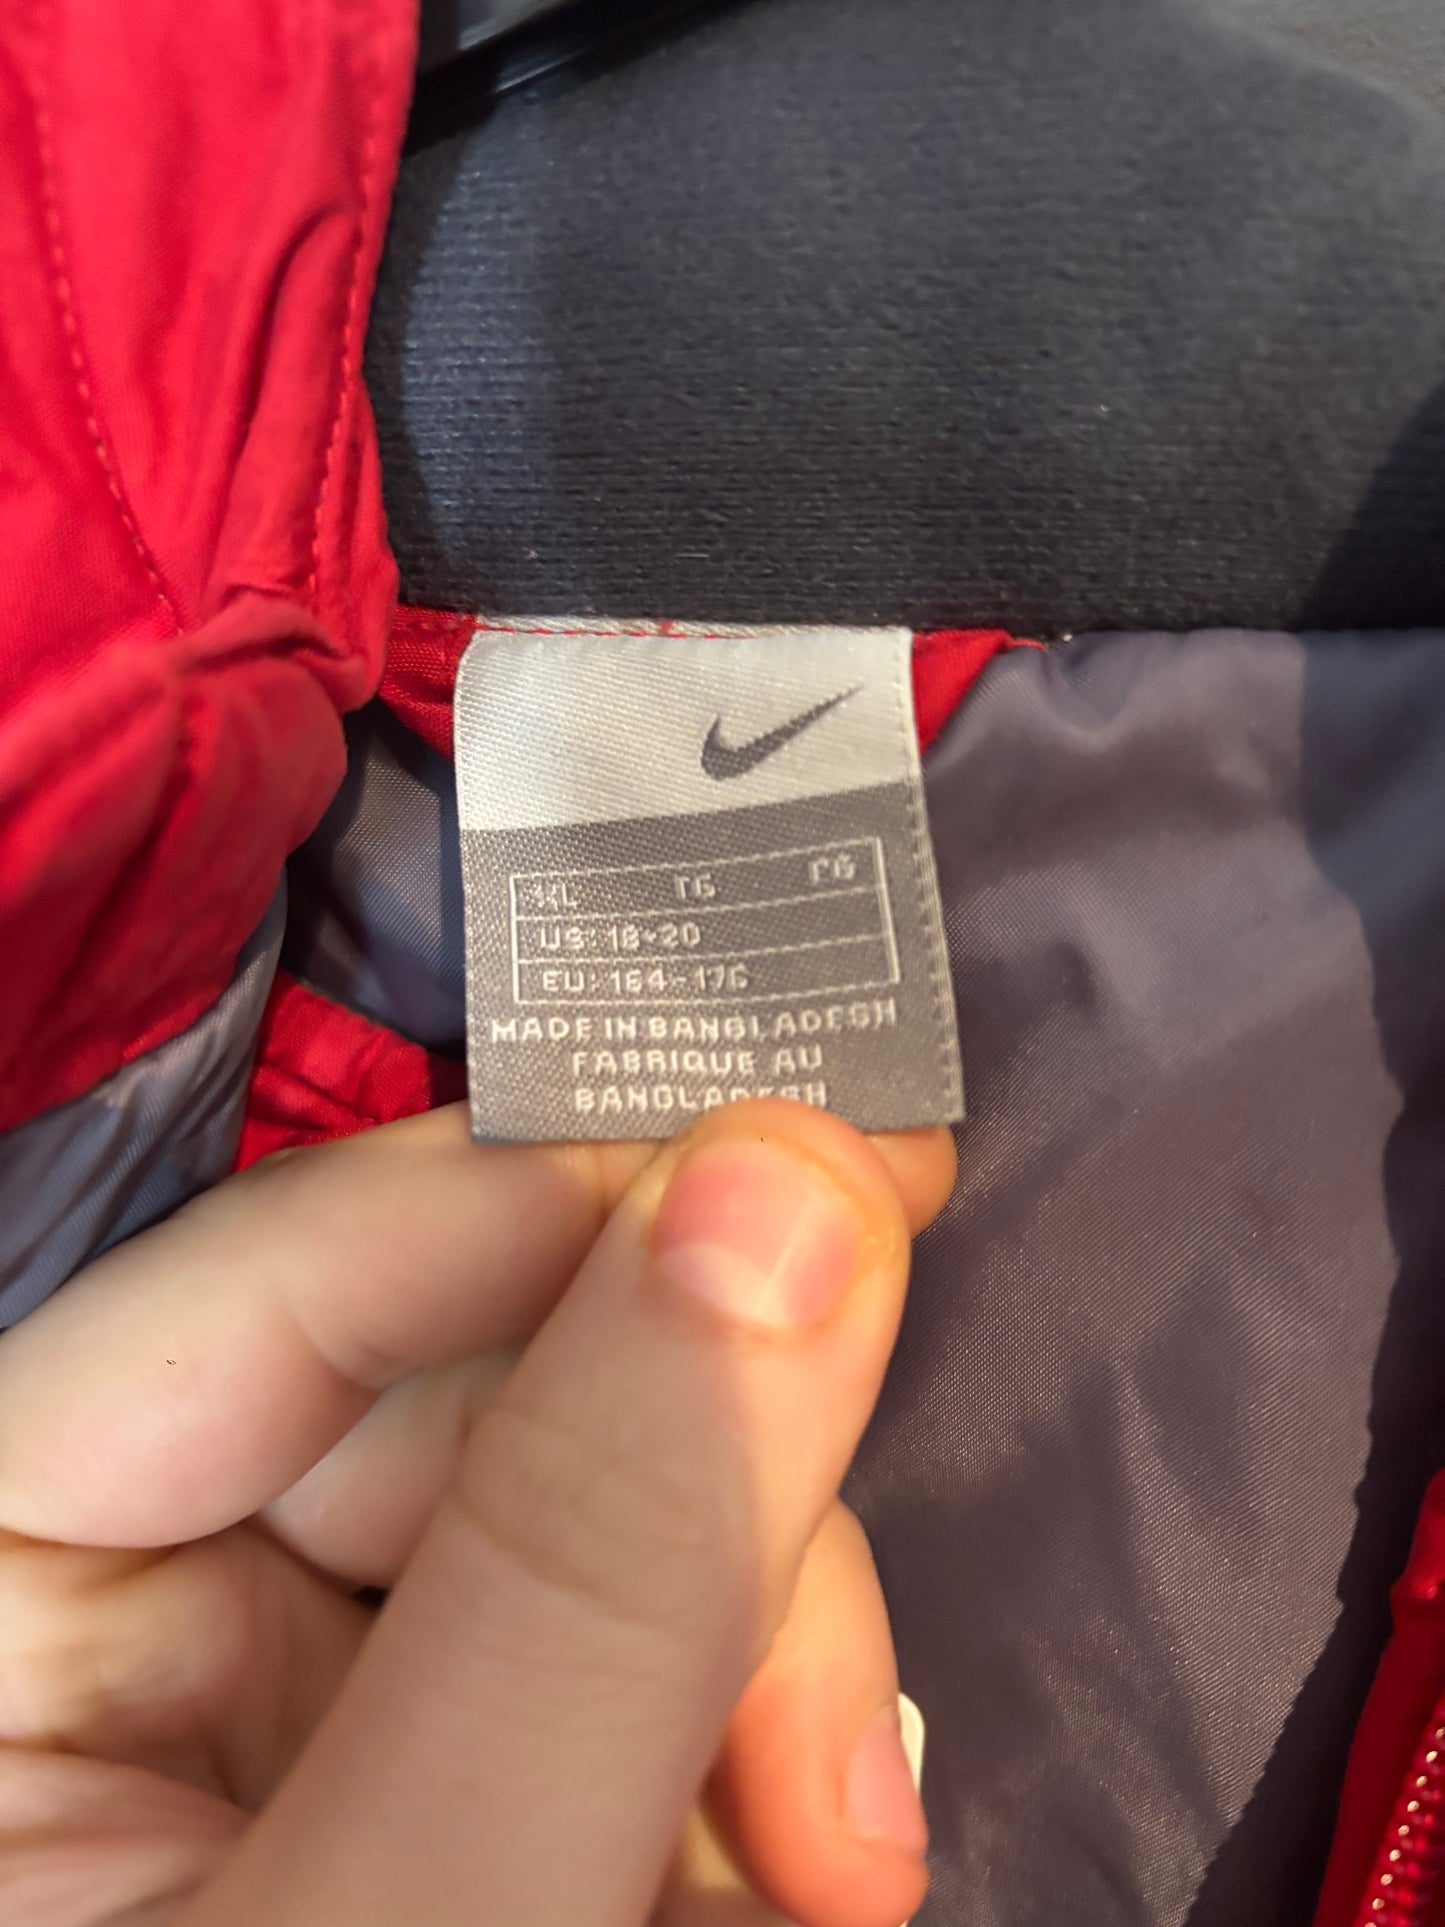 XL TG EG
US: 18-20
EU: 164-176
MADE IN BANGLADESH
FABRIQUE AU
BANGLADESH